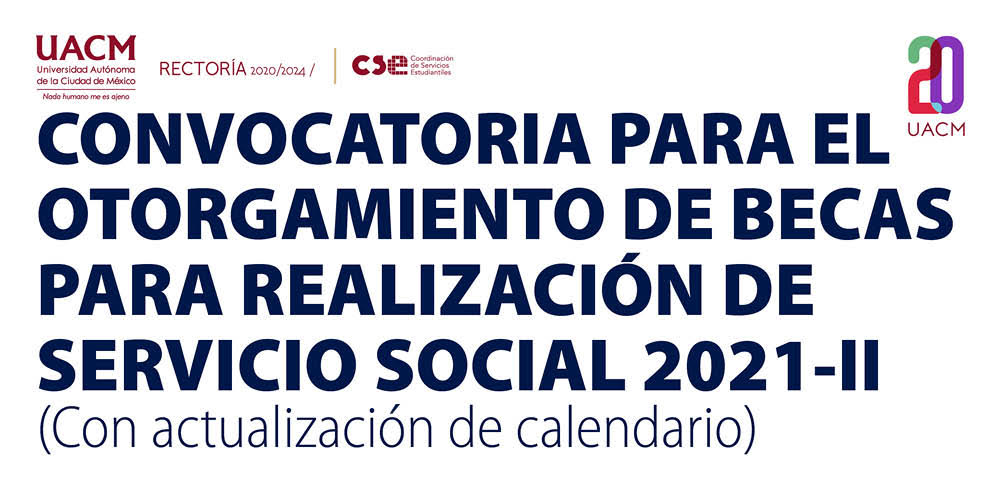 UACM
Universidad Autónoma
de la Ciudad de México
Nada humano me es ajeno
RECTORÍA 2020/2024 /
cse
Coordinación
de Servicios
Estudiantiles
20
UACM
CONVOCATORIA PARA EL
OTORGAMIENTO DE BECAS
PARA REALIZACIÓN DE
SERVICIO SOCIAL 2021-II
(Con actualización de calendario)